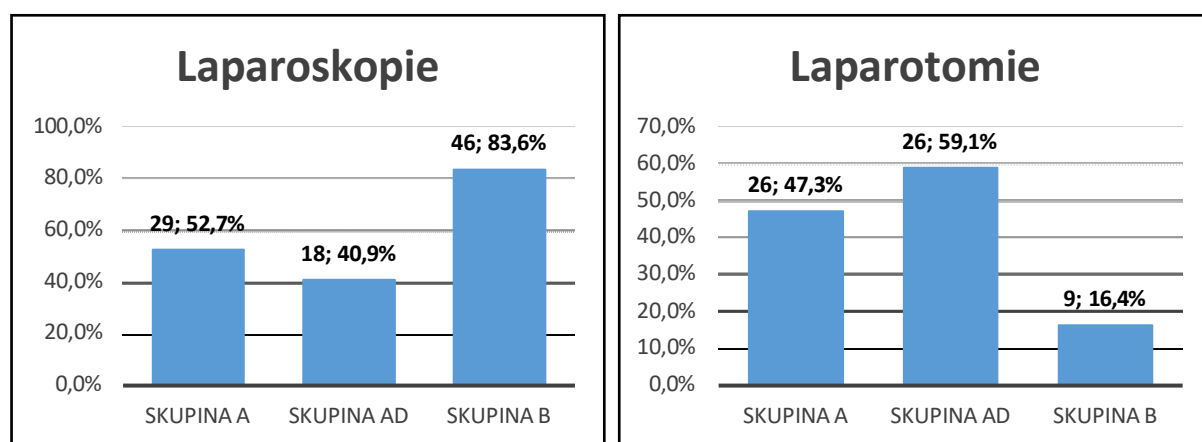 Laparoskopie
100,0%
80,0%
60,0%
40,0%
20,0%
0,0%
29; 52,7%
18; 40,9%
46; 83,6%
SKUPINA A
SKUPINA AD
SKUPINA B
Laparotomie
70,0%
60,0%
50,0%
40,0%
30,0%
20,0%
10,0%
0,0%
26; 47,3%
26; 59,1%
9; 16,4%
SKUPINA A
SKUPINA AD
SKUPINA B